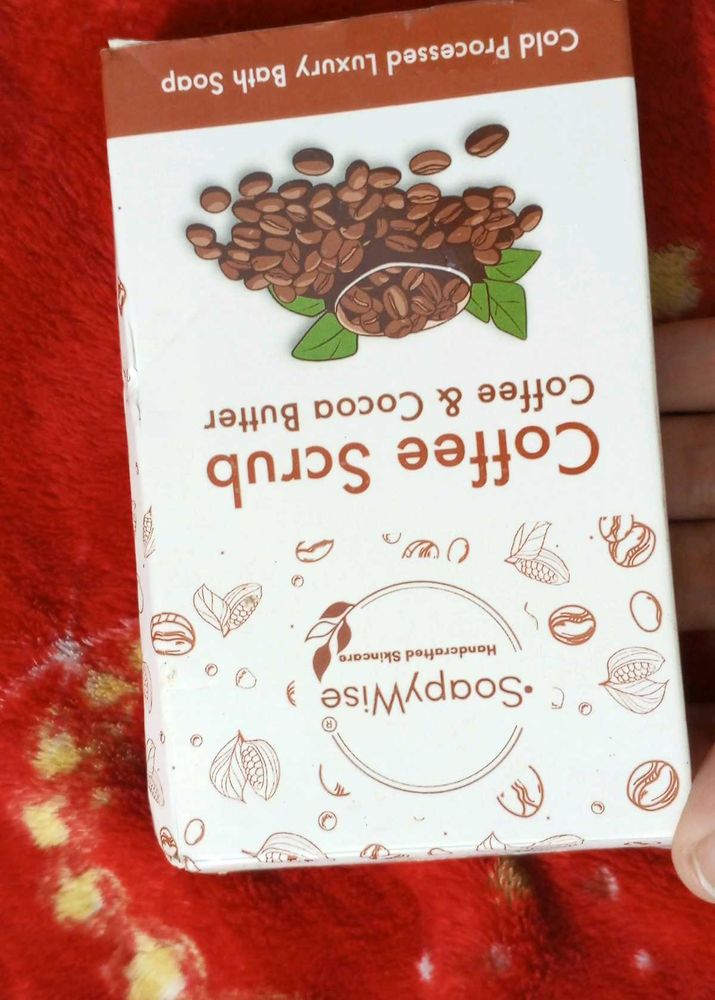 SoapyWise®
Handcrafted Skincare
Coffee Scrub
Coffee & Cocoa Butter
Cold Processed Luxury Bath Soap